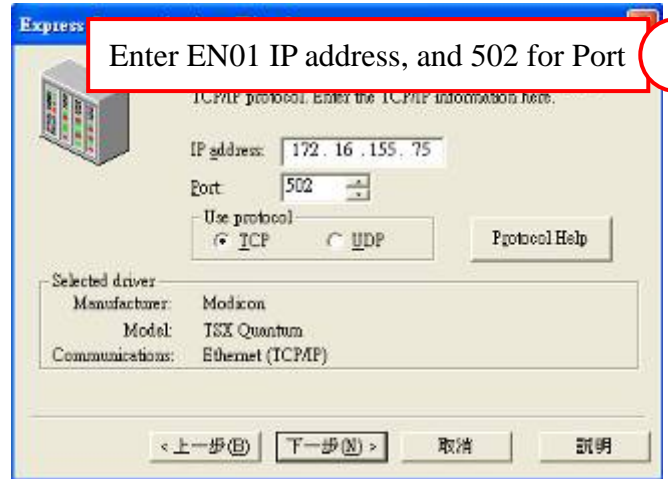 Express
Enter EN01 IP address, and 502 for Port
TCP/IP protocol. Enter the TCP/IP information here.
IP address: 172 . 16 . 155 . 75
Port: 502
Use protocol
TCP UDP
Protocol Help
Selected driver
Manufacturer: Modicon
Model: TSX Quantum
Communications: Ethernet (TCP/IP)
<上一步(B) 下一步(N)> 取消 説明